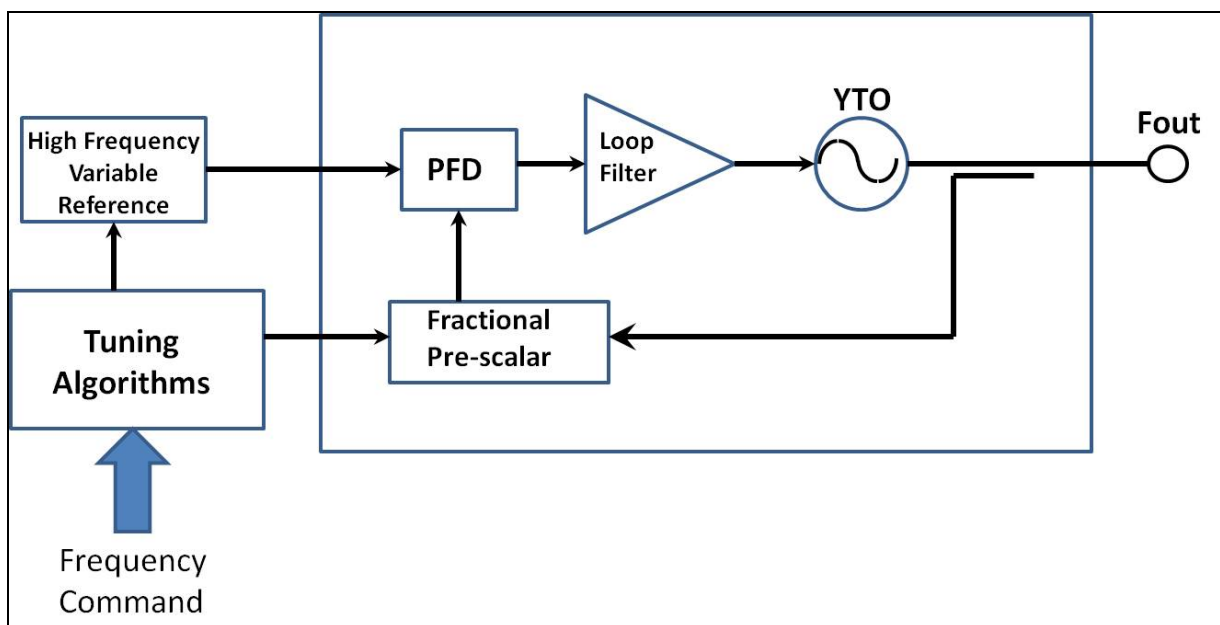 YTO
Fout
High Frequency
Variable
Reference
PFD
Loop
Filter
Tuning
Algorithms
Fractional
Pre-scalar
Frequency
Command